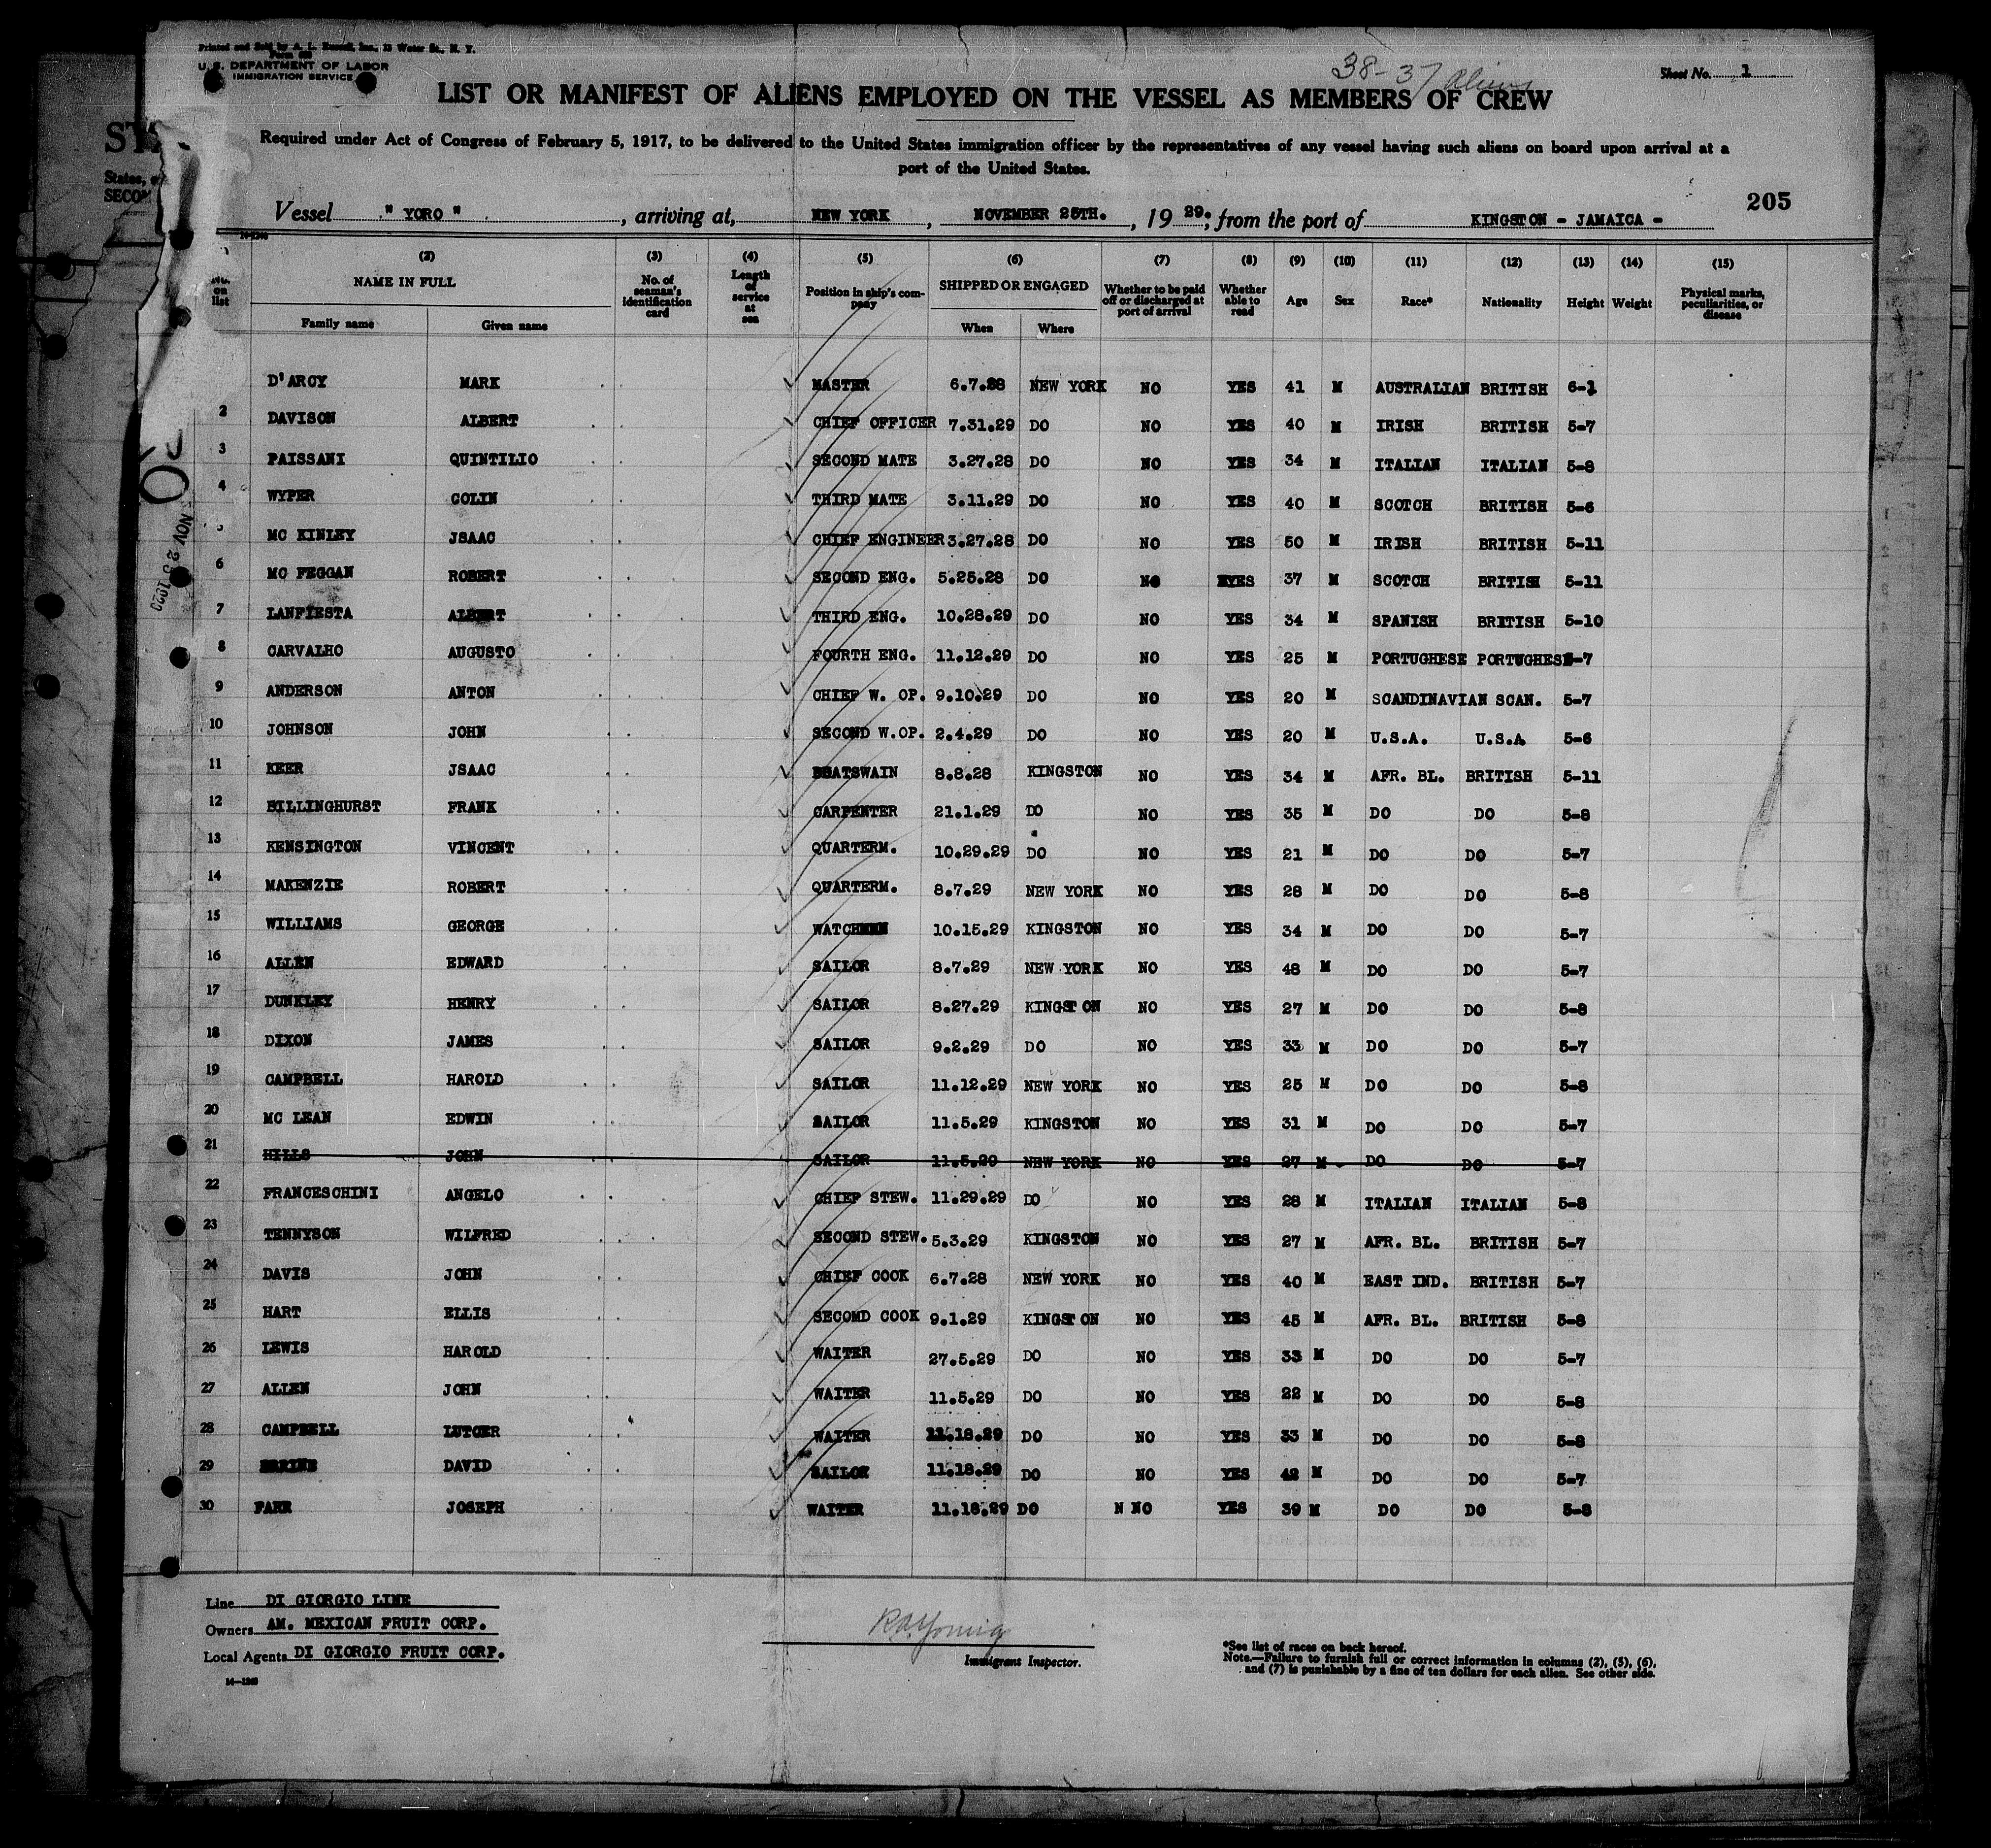 Printed and Sold by A. L. Russell, Inc., 13 Water St., N. Y.
U. S. DEPARTMENT OF LABOR
IMMIGRATION SERVICE
38-37 aliens
Sheet No. 1
LIST OR MANIFEST OF ALIENS EMPLOYED ON THE VESSEL AS MEMBERS OF CREW
Required under Act of Congress of February 5, 1917, to be delivered to the United States immigration officer by the representatives of any vessel having such aliens on board upon arrival at a
port of the United States.
205
Vessel " YORO " , arriving at, NEW YORK , NOVEMBER 25TH. , 19 29. , from the port of KINGSTON - JAMAICA -
(2) (3) (4) (5) (6) (7) (8) (9) (10) (11) (12) (13) (14) (15)
No. on list NAME IN FULL Family name Given name No. of seaman's identification card Length of service at sea Position in ship's company SHIPPED OR ENGAGED When Where Whether to be paid off or discharged at port of arrival Whether able to read Age Sex Race* Nationality Height Weight Physical marks, peculiarities, or disease
D'ARCY MARK MASTER 6.7.28 NEW YORK NO YES 41 M AUSTRALIAN BRITISH 6-1
2 DAVISON ALBERT CHIEF OFFICER 7.31.29 DO NO YES 40 M IRISH BRITISH 5-7
3 PAISSANI QUINTILIO SECOND MATE 3.27.28 DO NO YES 34 M ITALIAN ITALIAN 5-8
4 WYPER COLIN THIRD MATE 3.11.29 DO NO YES 40 M SCOTCH BRITISH 5-6
5 MC KINLEY JSAAC CHIEF ENGINEER 3.27.28 DO NO YES 50 M IRISH BRITISH 5-11
6 MC FEGGAN ROBERT SECOND ENG. 5.25.28 DO NO YES 37 M SCOTCH BRITISH 5-11
7 LANFIESTA ALBERT THIRD ENG. 10.28.29 DO NO YES 34 M SPANISH BRITISH 5-10
8 CARVALHO AUGUSTO FOURTH ENG. 11.12.29 DO NO YES 25 M PORTUGHESE PORTUGHESE 5-7
9 ANDERSON ANTON CHIEF W. OP. 9.10.29 DO NO YES 20 M SCANDINAVIAN SCAN. 5-7
10 JOHNSON JOHN SECOND W.OP. 2.4.29 DO NO YES 20 M U.S.A. U.S.A 5-6
11 KEER JSAAC BOATSWAIN 8.8.28 KINGSTON NO YES 34 M AFR. BL. BRITISH 5-11
12 BILLINGHURST FRANK CARPENTER 21.1.29 DO NO YES 35 M DO DO 5-8
13 KENSINGTON VINCENT QUARTERM. 10.29.29 DO NO YES 21 M DO DO 5-7
14 MAKENZIE ROBERT QUARTERM. 8.7.29 NEW YORK NO YES 28 M DO DO 5-8
15 WILLIAMS GEORGE WATCHMAN 10.15.29 KINGSTON NO YES 34 M DO DO 5-7
16 ALLEN EDWARD SAILOR 8.7.29 NEW YORK NO YES 48 M DO DO 5-7
17 DUNKLEY HENRY SAILOR 8.27.29 KINGSTON NO YES 27 M DO DO 5-8
18 DIXON JAMES SAILOR 9.2.29 DO NO YES 33 M DO DO 5-7
19 CAMPBELL HAROLD SAILOR 11.12.29 NEW YORK NO YES 25 M DO DO 5-8
20 MC LEAN EDWIN SAILOR 11.5.29 KINGSTON NO YES 31 M DO DO 5-7
21 HILLS JOHN SAILOR 11.5.29 NEW YORK NO YES 27 M DO DO 5-7
22 FRANCESCHINI ANGELO CHIEF STEW. 11.29.29 DO NO YES 28 M ITALIAN ITALIAN 5-8
23 TENNYSON WILFRED SECOND STEW. 5.3.29 KINGSTON NO YES 27 M AFR. BL. BRITISH 5-7
24 DAVIS JOHN CHIEF COOK 6.7.28 NEW YORK NO YES 40 M EAST IND. BRITISH 5-7
25 HART ELLIS SECOMD COOK 9.1.29 KINGSTON NO YES 45 M AFR. BL. BRITISH 5-8
26 LEWIS HAROLD WAITER 27.5.29 DO NO YES 33 M DO DO 5-7
27 ALLEN JOHN WAITER 11.5.29 DO NO YES 22 M DO DO 5-8
28 CAMPBELL LUTCER WAITER 11.18.29 DO NO YES 33 M DO DO 5-8
29 DAVID SAILOR 11.18.29 DO NO YES 42 M DO DO 5-7
30 FARR JOSEPH WAITER 11.18.29 DO N NO YES 39 M DO DO 5-8
Line DI GIORGIO LINE
Owners AM. MEXICAN FRUIT CORP.
Local Agents DI GIORGIO FRUIT CORP.
Immigrant Inspector.
*See list of races on back hereof.
Note.—Failure to furnish full or correct information in columns (2), (5), (6),
and (7) is punishable by a fine of ten dollars for each alien. See other side.